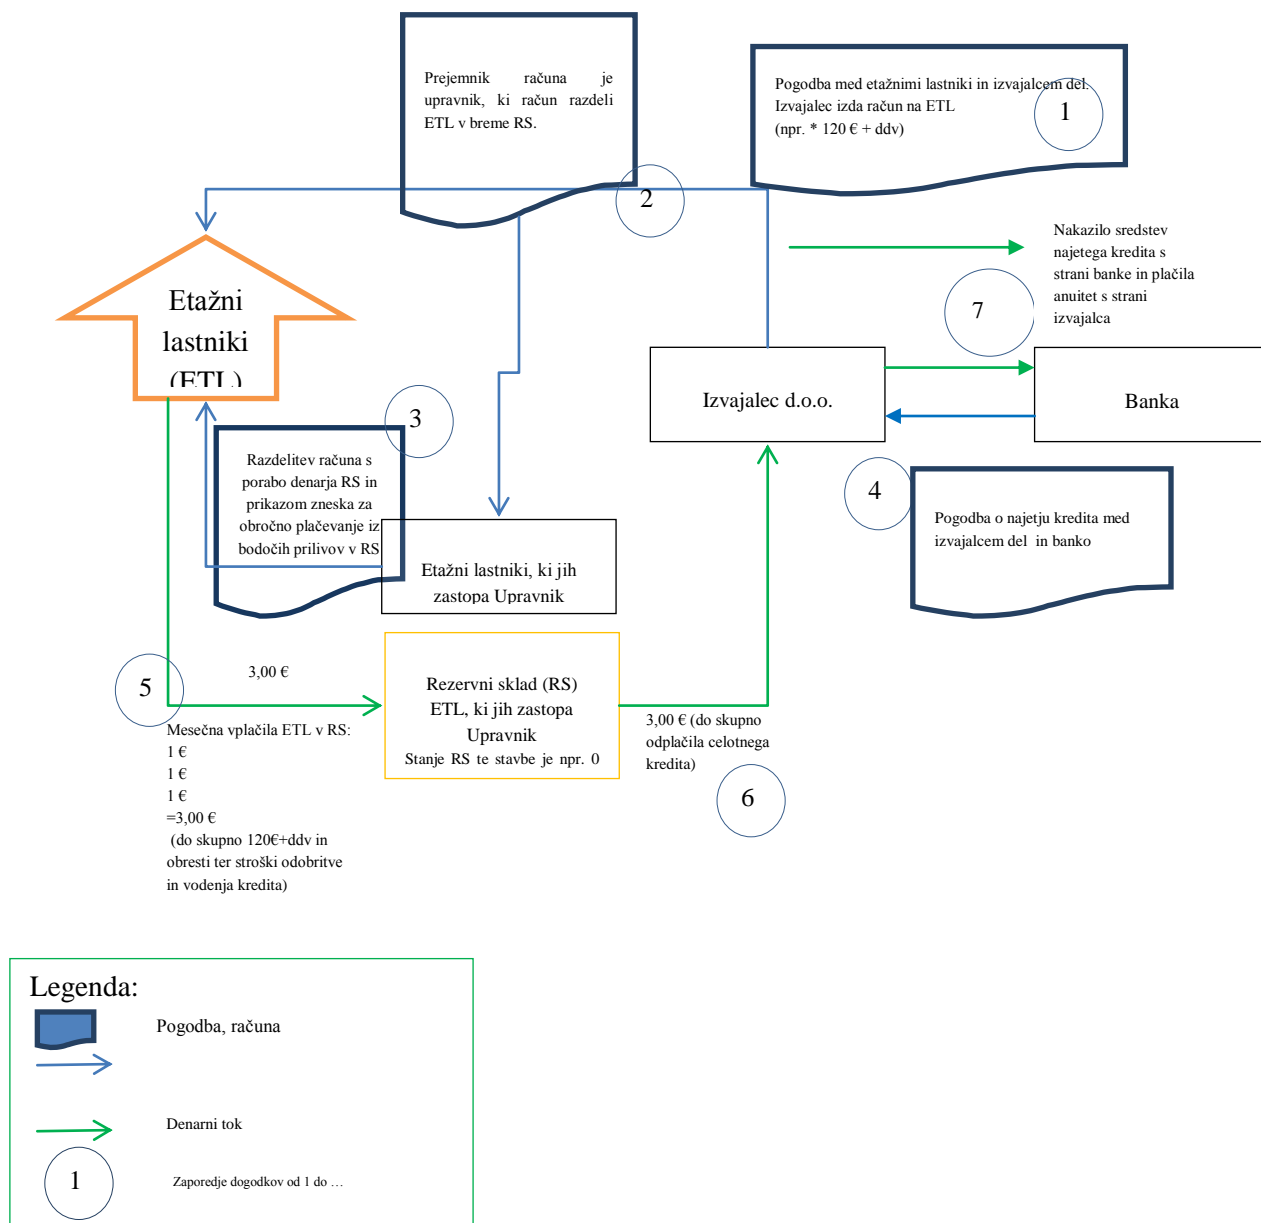 Prejemnik računa je
upravnik, ki račun razdeli
ETL v breme RS.
2
Pogodba med etažnimi lastniki in izvajalcem del.
Izvajalec izda račun na ETL
(npr. * 120 € + ddv)
1
Nakazilo sredstev
najetega kredita s
strani banke in plačila
anuitet s strani
izvajalca
7
Etažni
lastniki
(ETL)
3
Razdelitev računa s
porabo denarja RS in
prikazom zneska za
obročno plačevanje iz
bodočih prilivov v RS
Izvajalec d.o.o.
Banka
4
Pogodba o najetju kredita med
izvajalcem del in banko
Etažni lastniki, ki jih
zastopa Upravnik
5
3,00 €
Mesečna vplačila ETL v RS:
1 €
1 €
1 €
=3,00 €
(do skupno 120€+ddv in
obresti ter stroški odobritve
in vodenja kredita)
Rezervni sklad (RS)
ETL, ki jih zastopa
Upravnik
Stanje RS te stavbe je npr. 0
3,00 € (do skupno
odplačila celotnega
kredita)
6
Legenda:
Pogodba, računa
Denarni tok
1
Zaporedje dogodkov od 1 do …